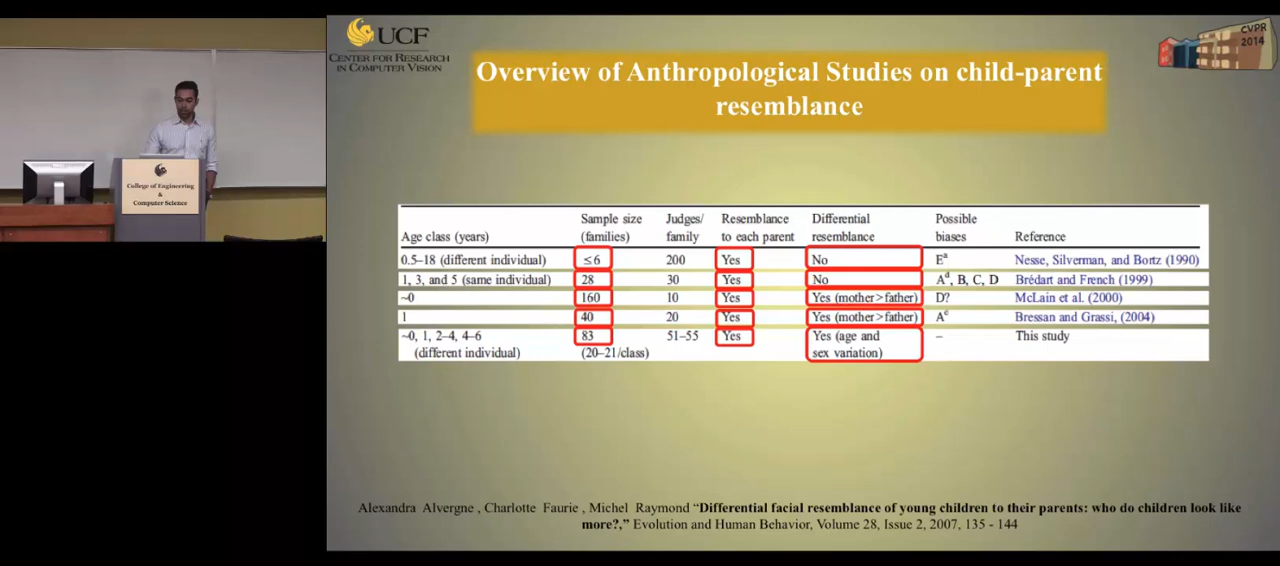 UCF
CENTER FOR RESEARCH
IN COMPUTER VISION
CVPR
2014
Overview of Anthropological Studies on child-parent
resemblance
College of Engineering
&
Computer Science
Age class (years) Sample size (families) Judges/ family Resemblance to each parent Differential resemblance Possible biases Reference
0.5–18 (different individual) ≤6 200 Yes No Eª Nesse, Silverman, and Bortz (1990)
1, 3, and 5 (same individual) 28 30 Yes No Aᵈ, B, C, D Brédart and French (1999)
~0 160 10 Yes Yes (mother>father) D? McLain et al. (2000)
1 40 20 Yes Yes (mother>father) Aᶜ Bressan and Grassi, (2004)
~0, 1, 2–4, 4–6 83 51–55 Yes Yes (age and – This study
(different individual) (20–21/class) sex variation)
Alexandra Alvergne , Charlotte Faurie , Michel Raymond “Differential facial resemblance of young children to their parents: who do children look like
more?,” Evolution and Human Behavior, Volume 28, Issue 2, 2007, 135 - 144